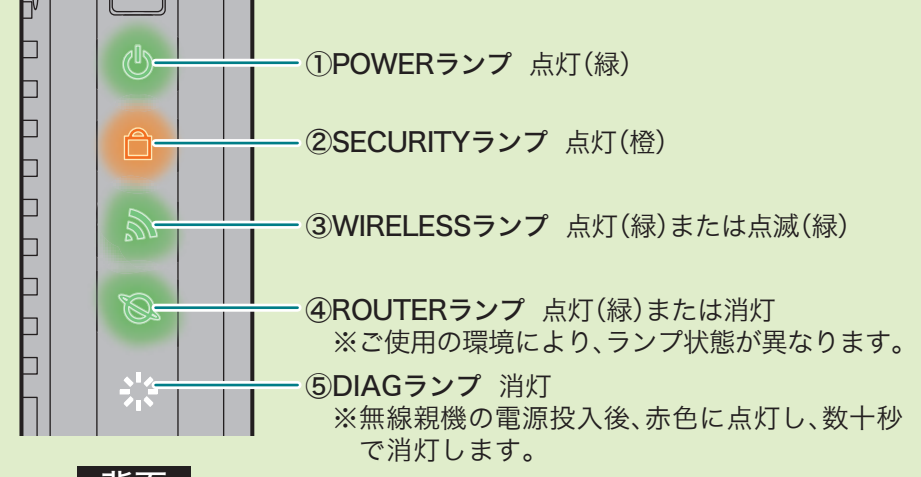 ①POWERランプ 点灯(緑)
②SECURITYランプ 点灯(橙)
③WIRELESSランプ 点灯(緑)または点滅(緑)
④ROUTERランプ 点灯(緑)または消灯
※ご使用の環境により、ランプ状態が異なります。
⑤DIAGランプ 消灯
※無線親機の電源投入後、赤色に点灯し、数十秒
で消灯します。